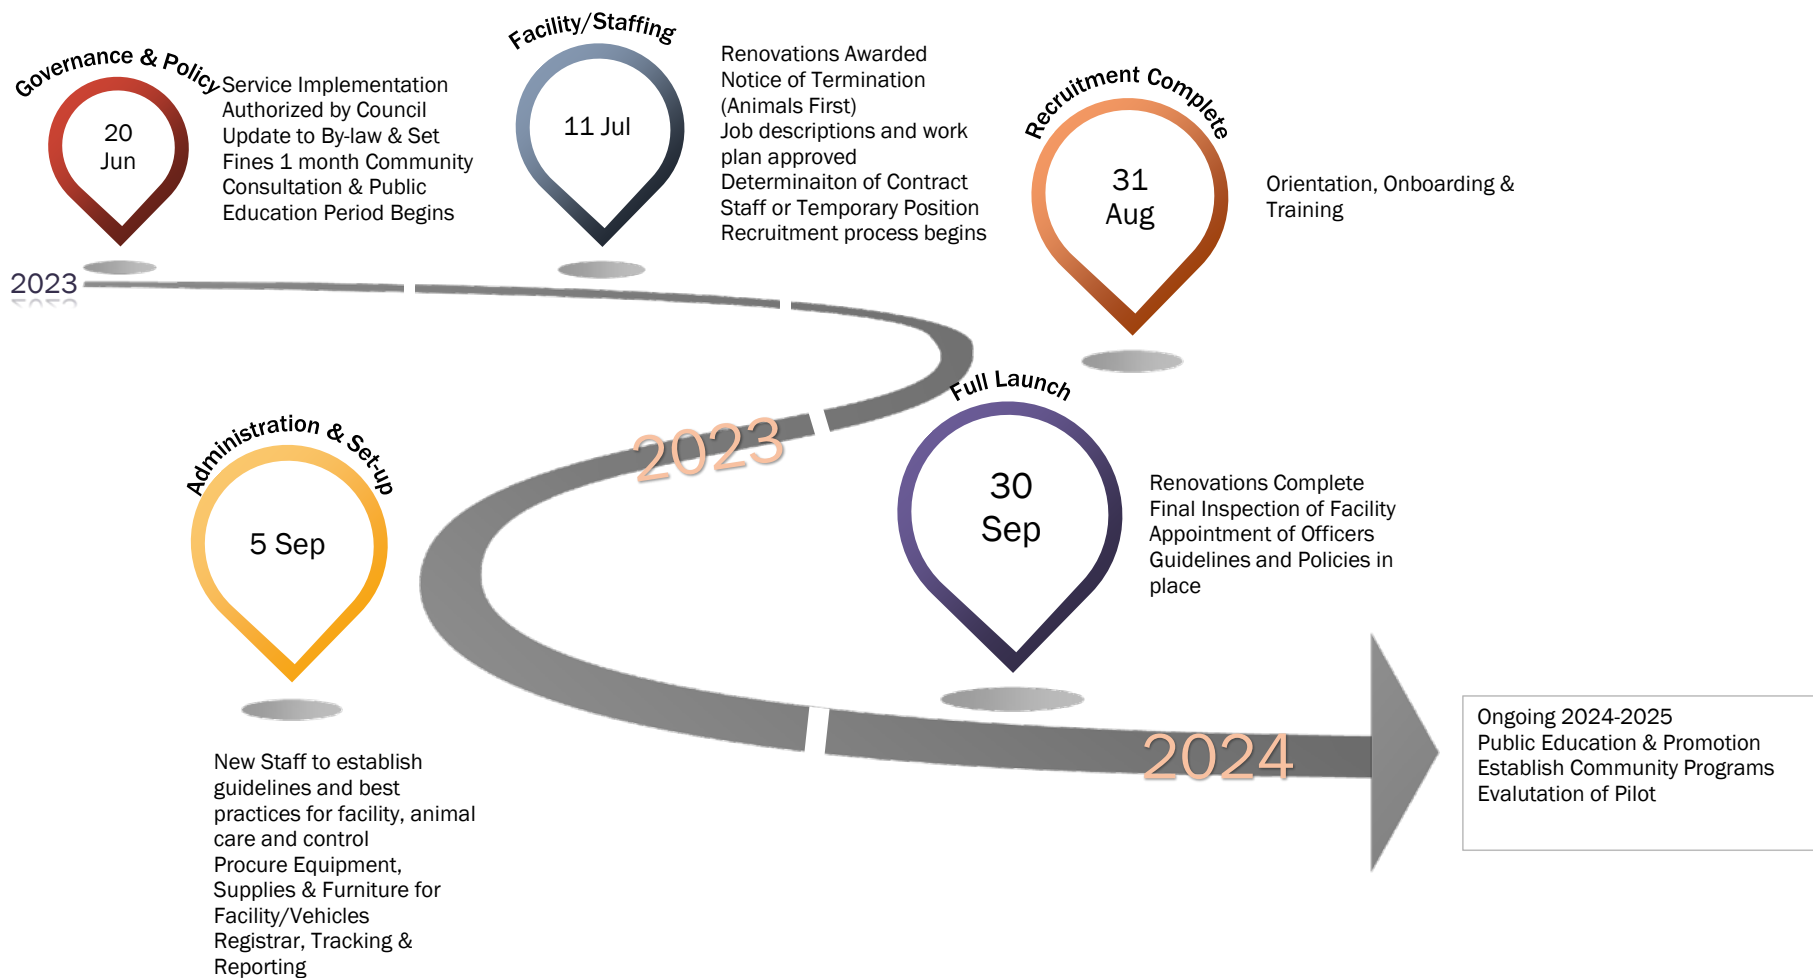 Governance & Policy
20
Jun
Service Implementation
Authorized by Council
Update to By-law & Set
Fines 1 month Community
Consultation & Public
Education Period Begins
Facility/Staffing
11 Jul
Renovations Awarded
Notice of Termination
(Animals First)
Job descriptions and work
plan approved
Determinaiton of Contract
Staff or Temporary Position
Recruitment process begins
Recruitment Complete
31
Aug
Orientation, Onboarding &
Training
2023
2023
Administration & Set-up
5 Sep
New Staff to establish
guidelines and best
practices for facility, animal
care and control
Procure Equipment,
Supplies & Furniture for
Facility/Vehicles
Registrar, Tracking &
Reporting
Full Launch
30
Sep
Renovations Complete
Final Inspection of Facility
Appointment of Officers
Guidelines and Policies in
place
2024
Ongoing 2024-2025
Public Education & Promotion
Establish Community Programs
Evalutation of Pilot